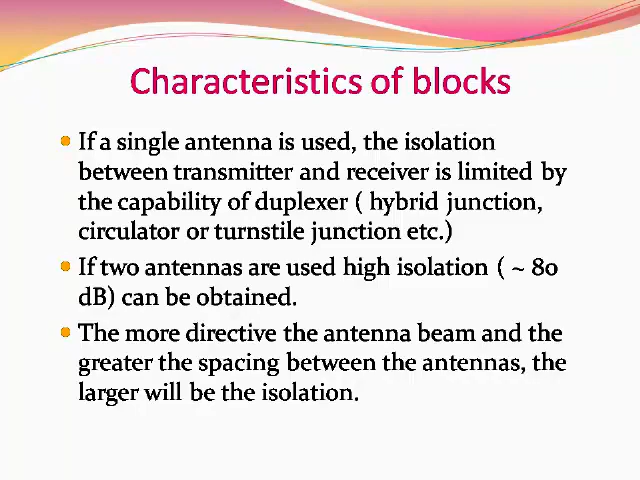 Characteristics of blocks
If a single antenna is used, the isolation
between transmitter and receiver is limited by
the capability of duplexer ( hybrid junction,
circulator or turnstile junction etc.)
If two antennas are used high isolation ( ~ 80
dB) can be obtained.
The more directive the antenna beam and the
greater the spacing between the antennas, the
larger will be the isolation.